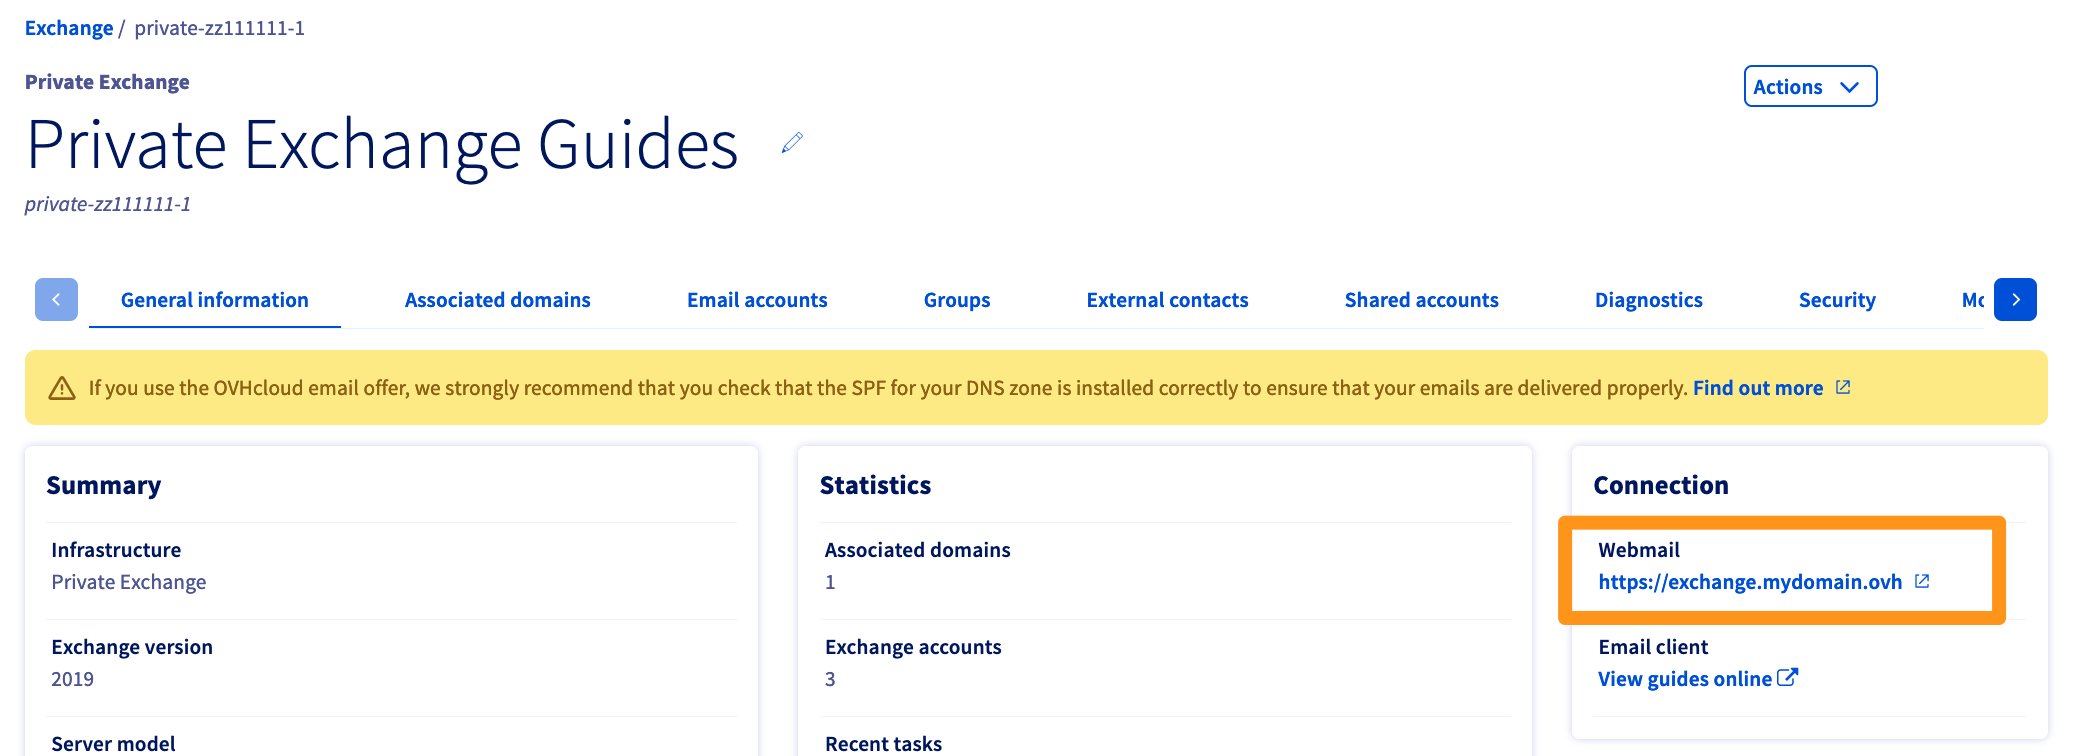 Exchange / private-zz111111-1
Private Exchange
Actions
Private Exchange Guides
private-zz111111-1
General information Associated domains Email accounts Groups External contacts Shared accounts Diagnostics Security
If you use the OVHcloud email offer, we strongly recommend that you check that the SPF for your DNS zone is installed correctly to ensure that your emails are delivered properly. Find out more
Summary
Infrastructure
Private Exchange
Exchange version
2019
Server model
Statistics
Associated domains
1
Exchange accounts
3
Recent tasks
Connection
Webmail
https://exchange.mydomain.ovh
Email client
View guides online